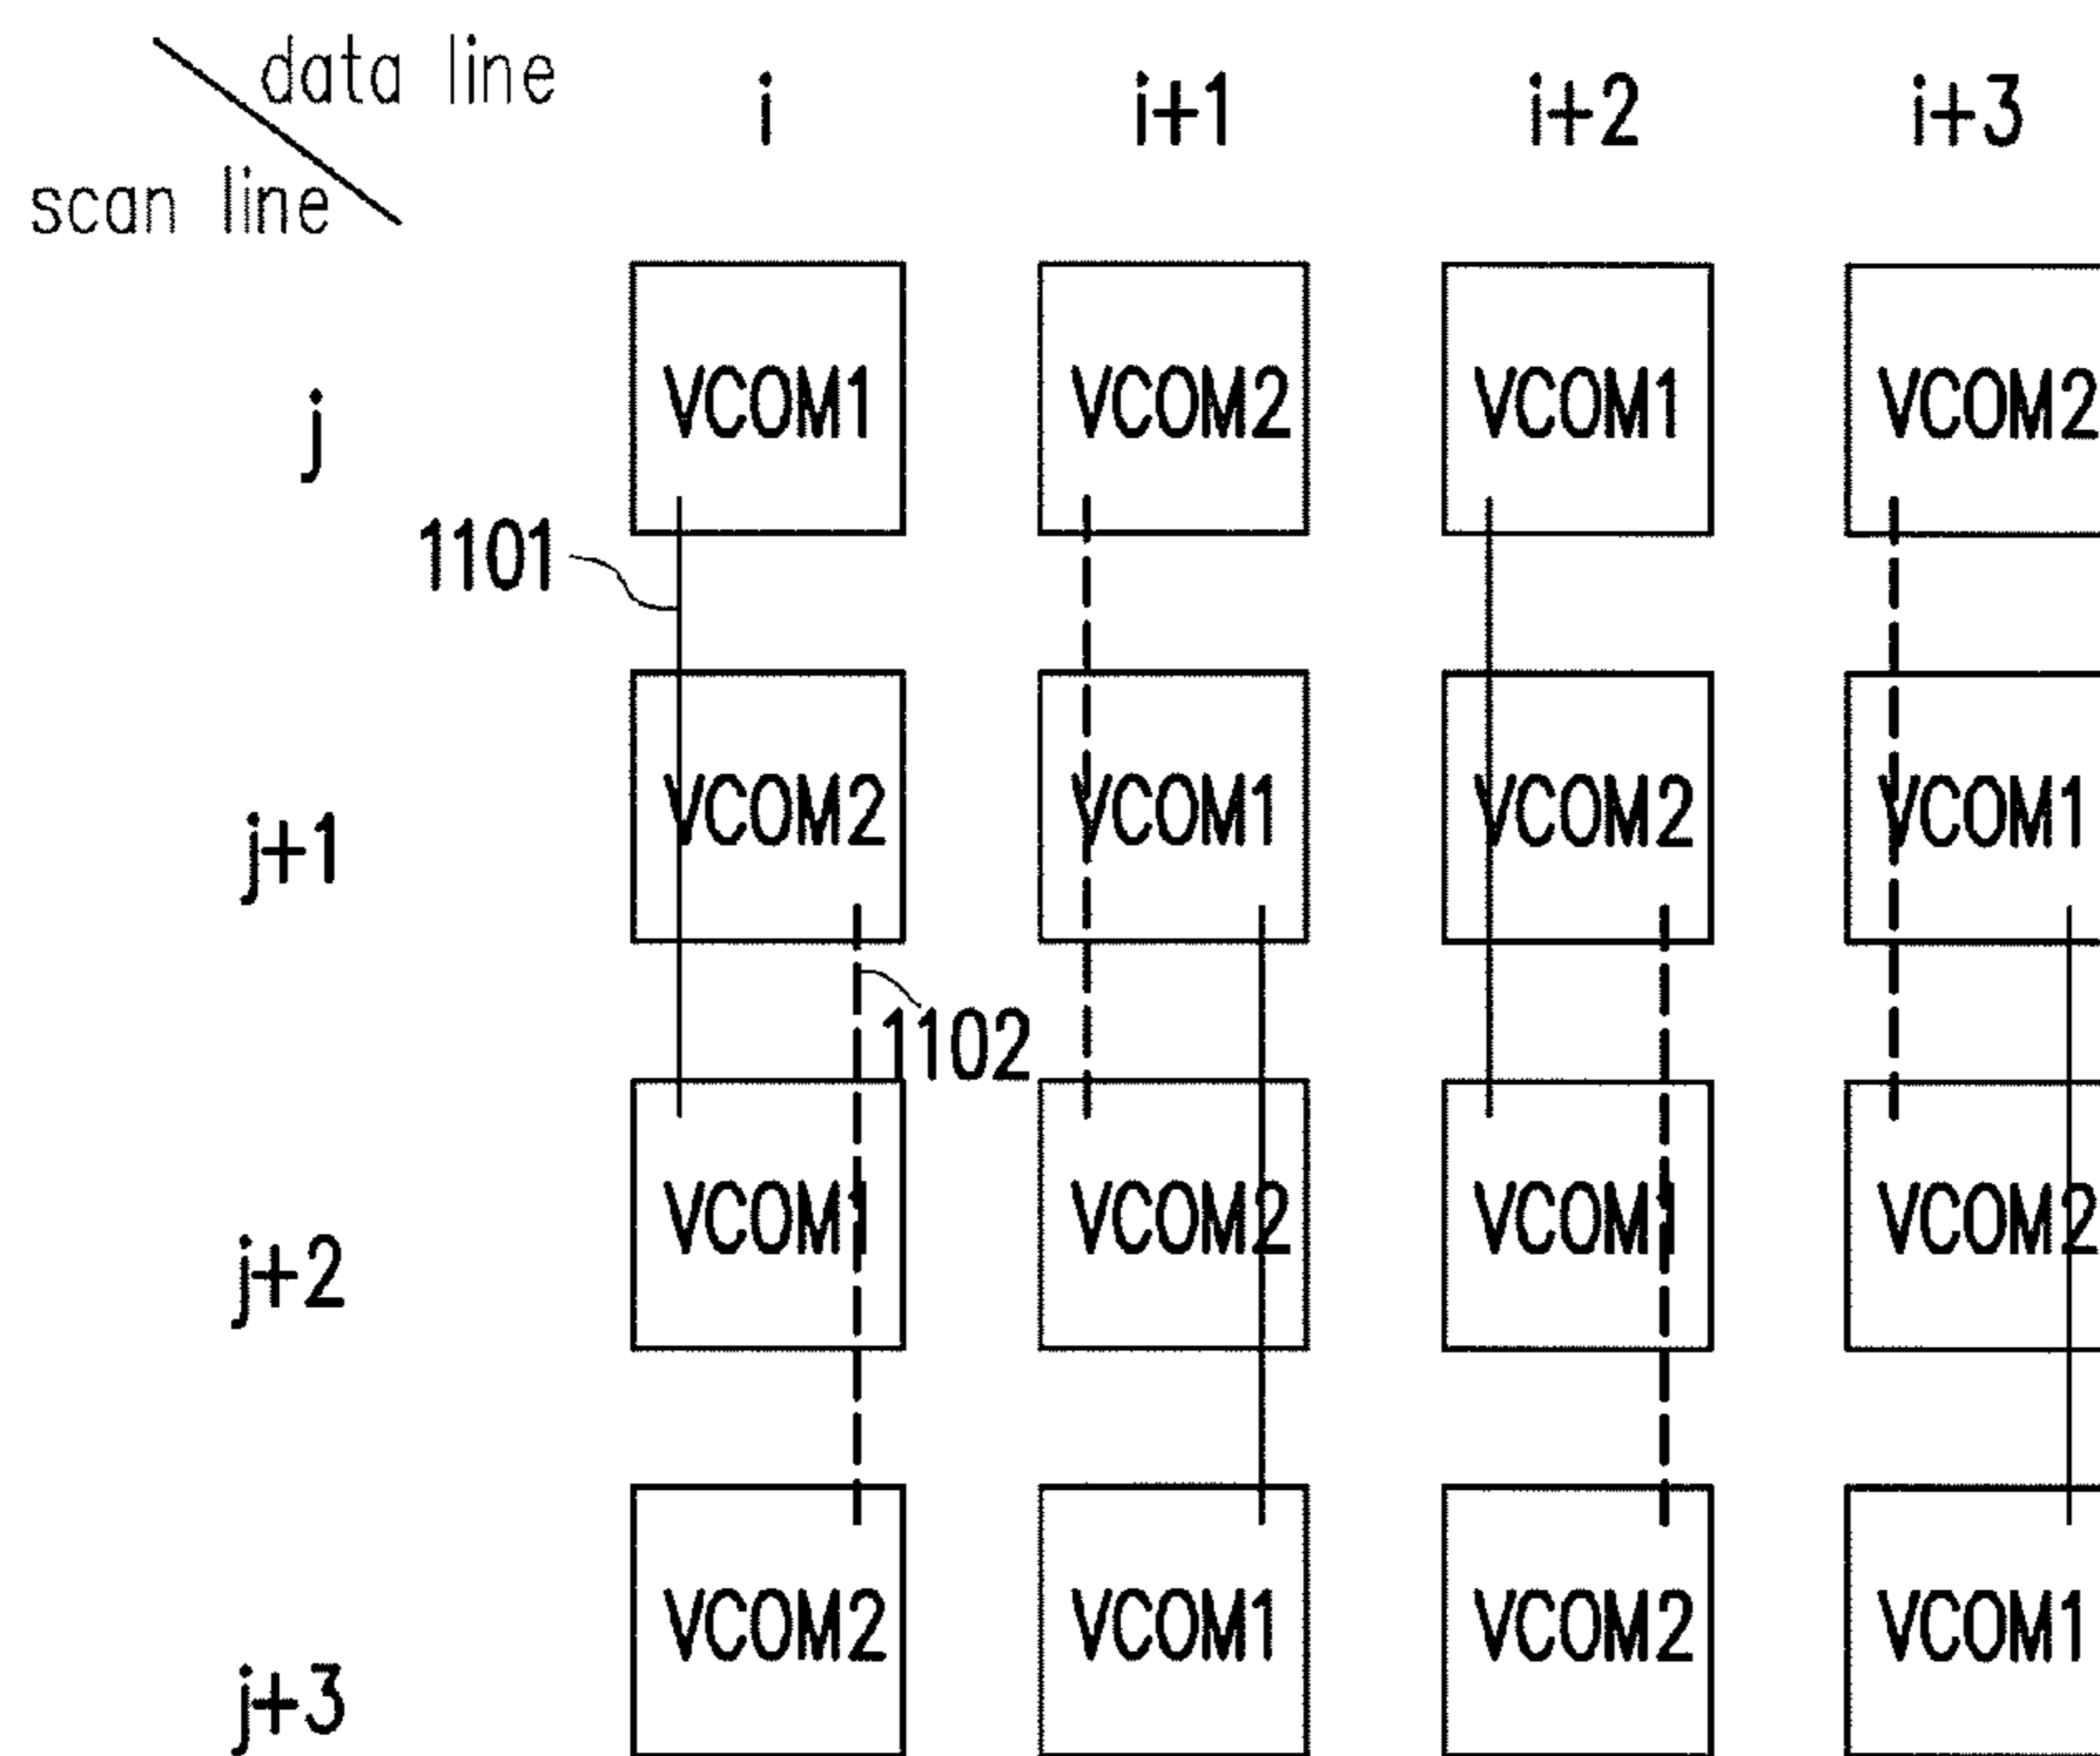 data line
scan line
i i+1 i+2 i+3
j VCOM1 VCOM2 VCOM1 VCOM2
1101
j+1 VCOM2 VCOM1 VCOM2 VCOM1
1102
j+2 VCOM1 VCOM2 VCOM1 VCOM2
j+3 VCOM2 VCOM1 VCOM2 VCOM1